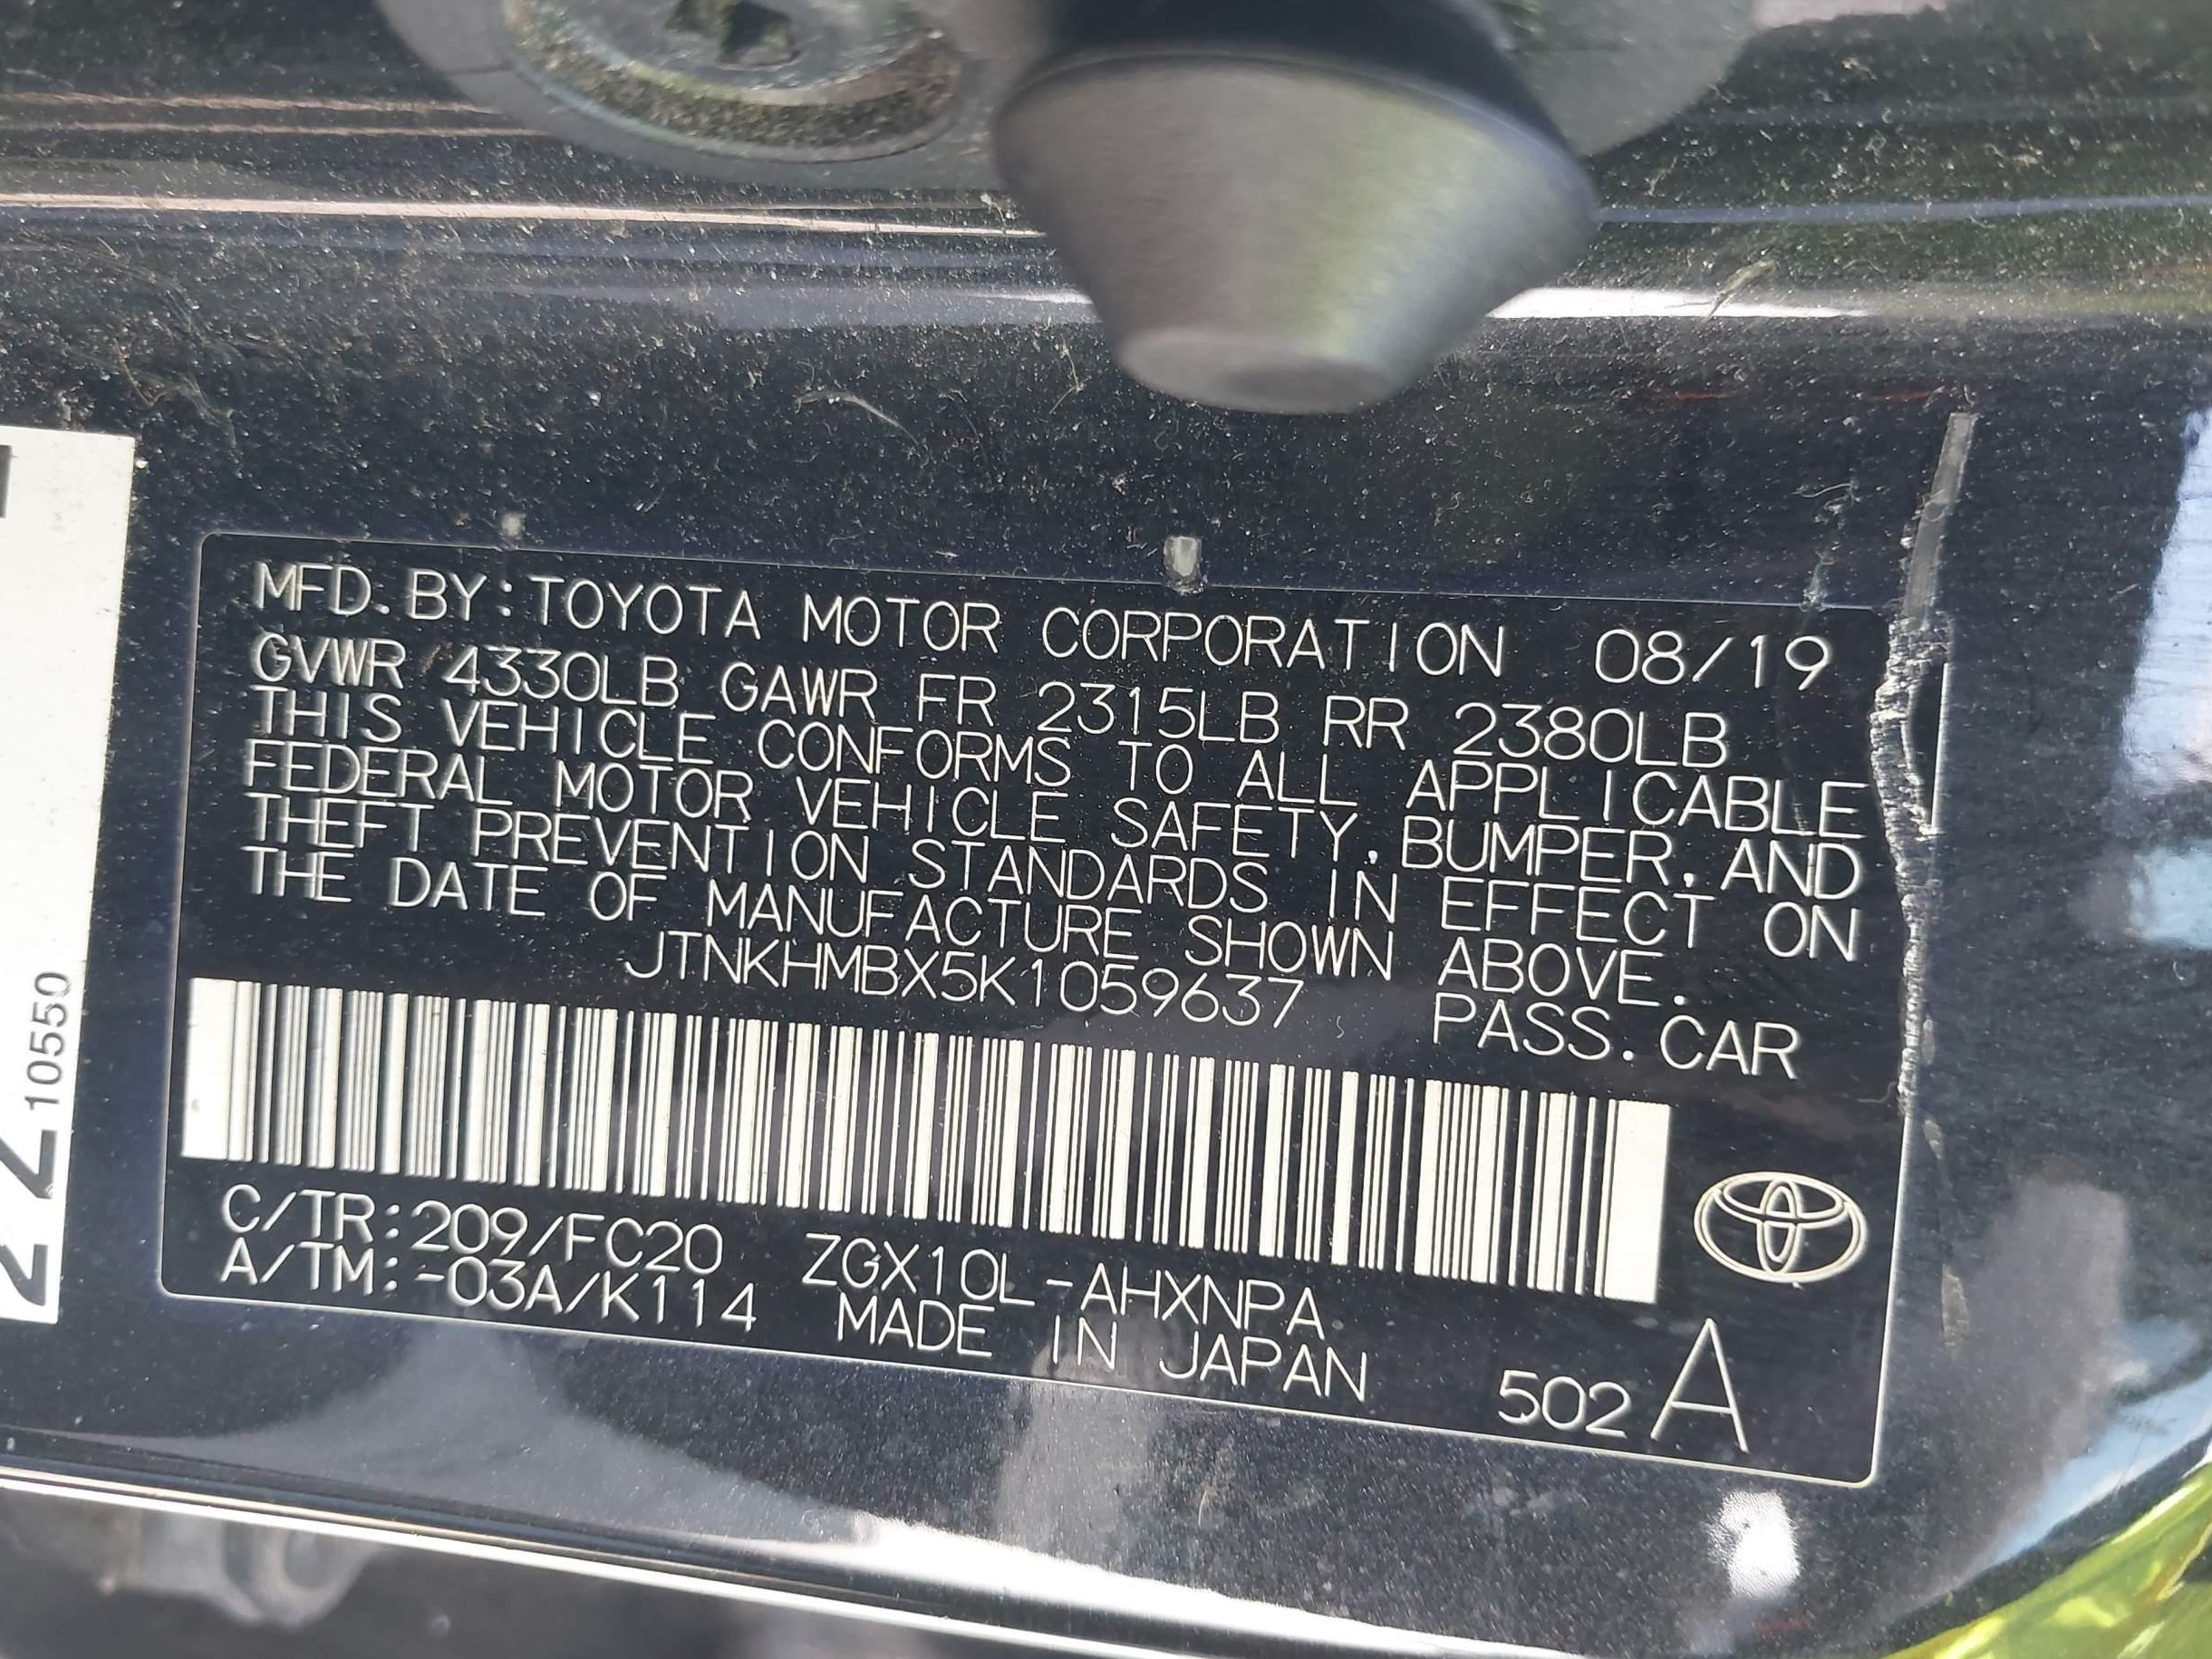 MFD. BY: TOYOTA MOTOR CORPORATION 08/19
GVWR 4330LB GAWR FR 2315LB RR 2380LB
THIS VEHICLE CONFORMS TO ALL APPLICABLE
FEDERAL MOTOR VEHICLE SAFETY, BUMPER, AND
THEFT PREVENTION STANDARDS IN EFFECT ON
THE DATE OF MANUFACTURE SHOWN ABOVE.
JTNKHMBX5K1059637 PASS. CAR
C/TR:209/FC20 ZGX10L-AHXNPA
A/TM:-03A/K114 MADE IN JAPAN
502 A
10550